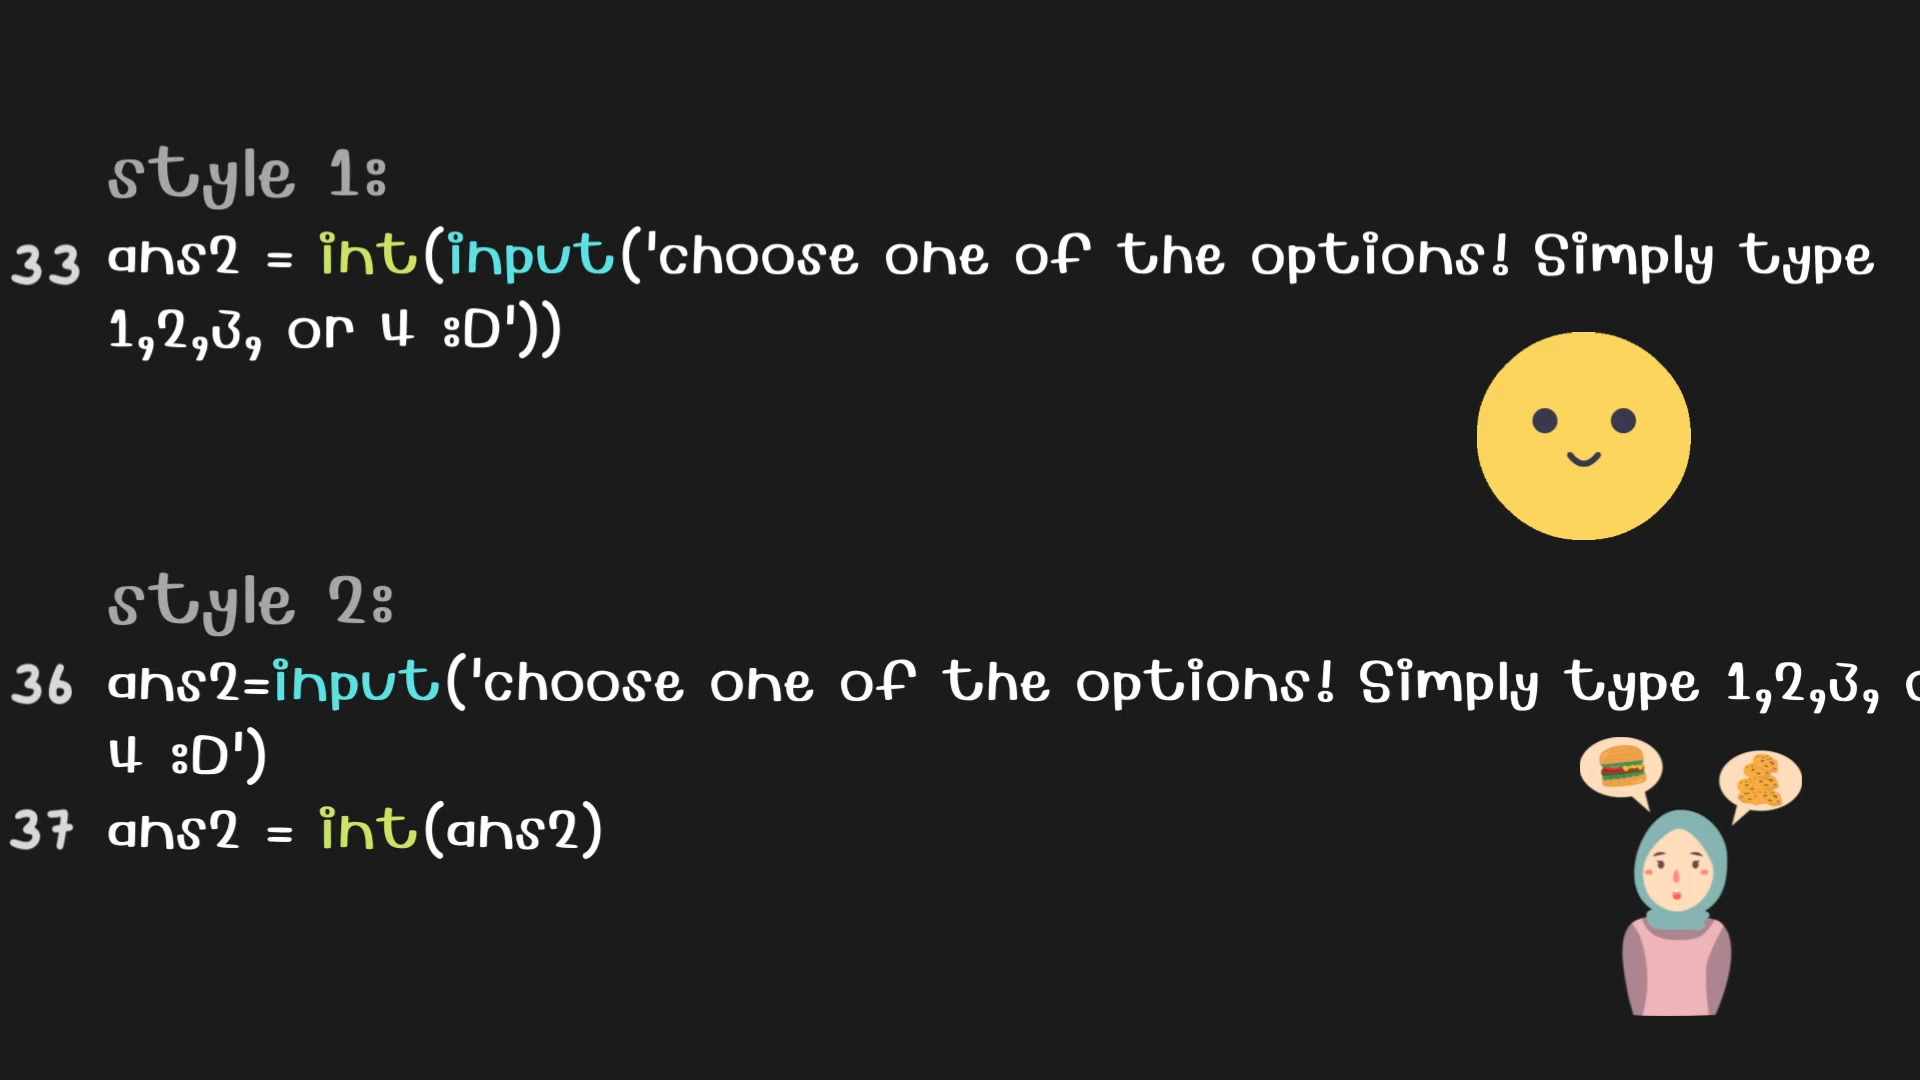 style 1:
33 ans2 = int(input('choose one of the options! Simply type
1,2,3, or 4 :D'))
style 2:
36 ans2=input('choose one of the options! Simply type 1,2,3,
4 :D')
37 ans2 = int(ans2)